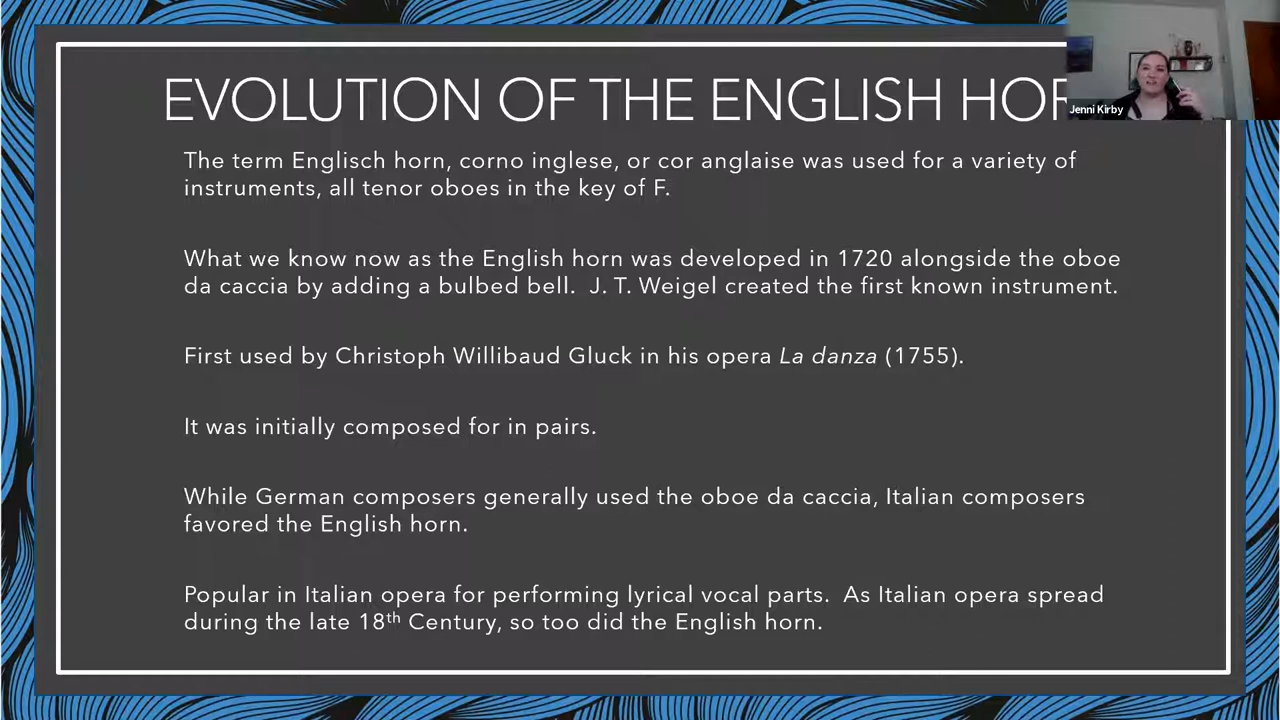 EVOLUTION OF THE ENGLISH HOR
Jenni Kirby
The term Englisch horn, corno inglese, or cor anglaise was used for a variety of
instruments, all tenor oboes in the key of F.
What we know now as the English horn was developed in 1720 alongside the oboe
da caccia by adding a bulbed bell.  J. T. Weigel created the first known instrument.
First used by Christoph Willibaud Gluck in his opera La danza (1755).
It was initially composed for in pairs.
While German composers generally used the oboe da caccia, Italian composers
favored the English horn.
Popular in Italian opera for performing lyrical vocal parts.  As Italian opera spread
during the late 18th Century, so too did the English horn.